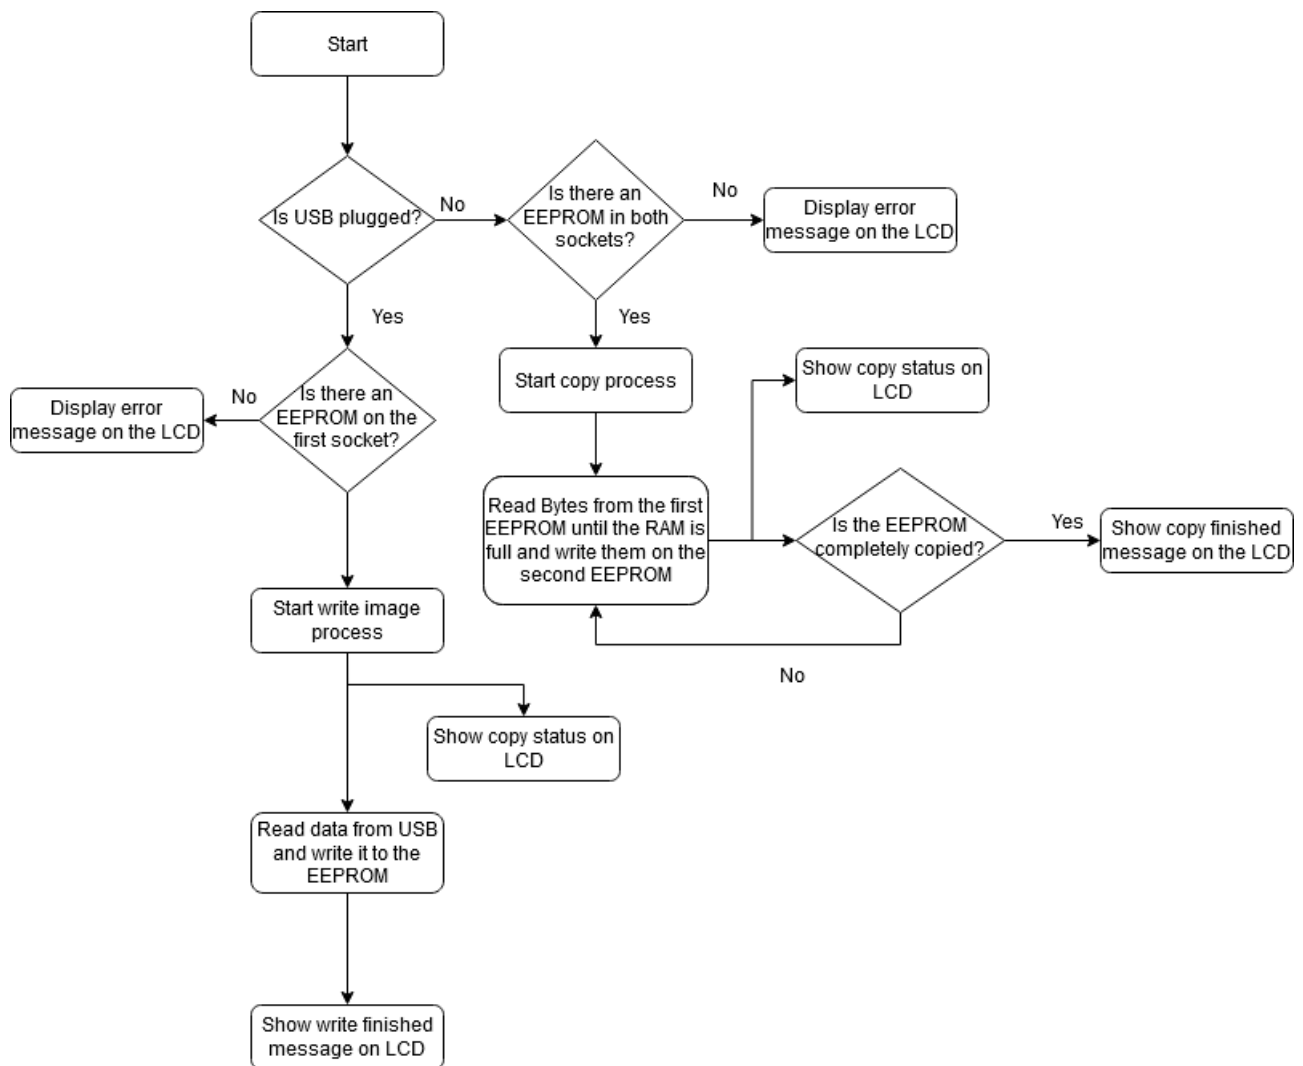 Start
Is USB plugged?
No
Is there an
EEPROM in both
sockets?
No
Display error
message on the LCD
Yes
Yes
Is there an
EEPROM on the
first socket?
No
Display error
message on the LCD
Start copy process
Show copy status on
LCD
Read Bytes from the first
EEPROM until the RAM is
full and write them on the
second EEPROM
Is the EEPROM
completely copied?
Yes
Show copy finished
message on the LCD
No
Start write image
process
Show copy status on
LCD
Read data from USB
and write it to the
EEPROM
Show write finished
message on LCD